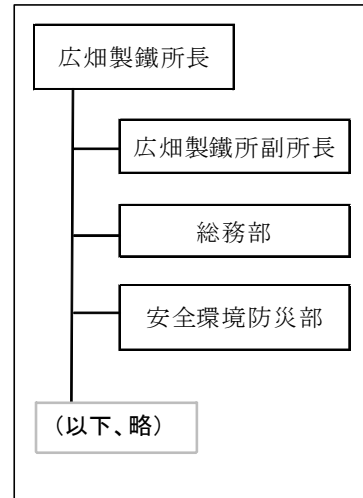 広畑製鐵所長
広畑製鐵所副所長
総務部
安全環境防災部
（以下、略）